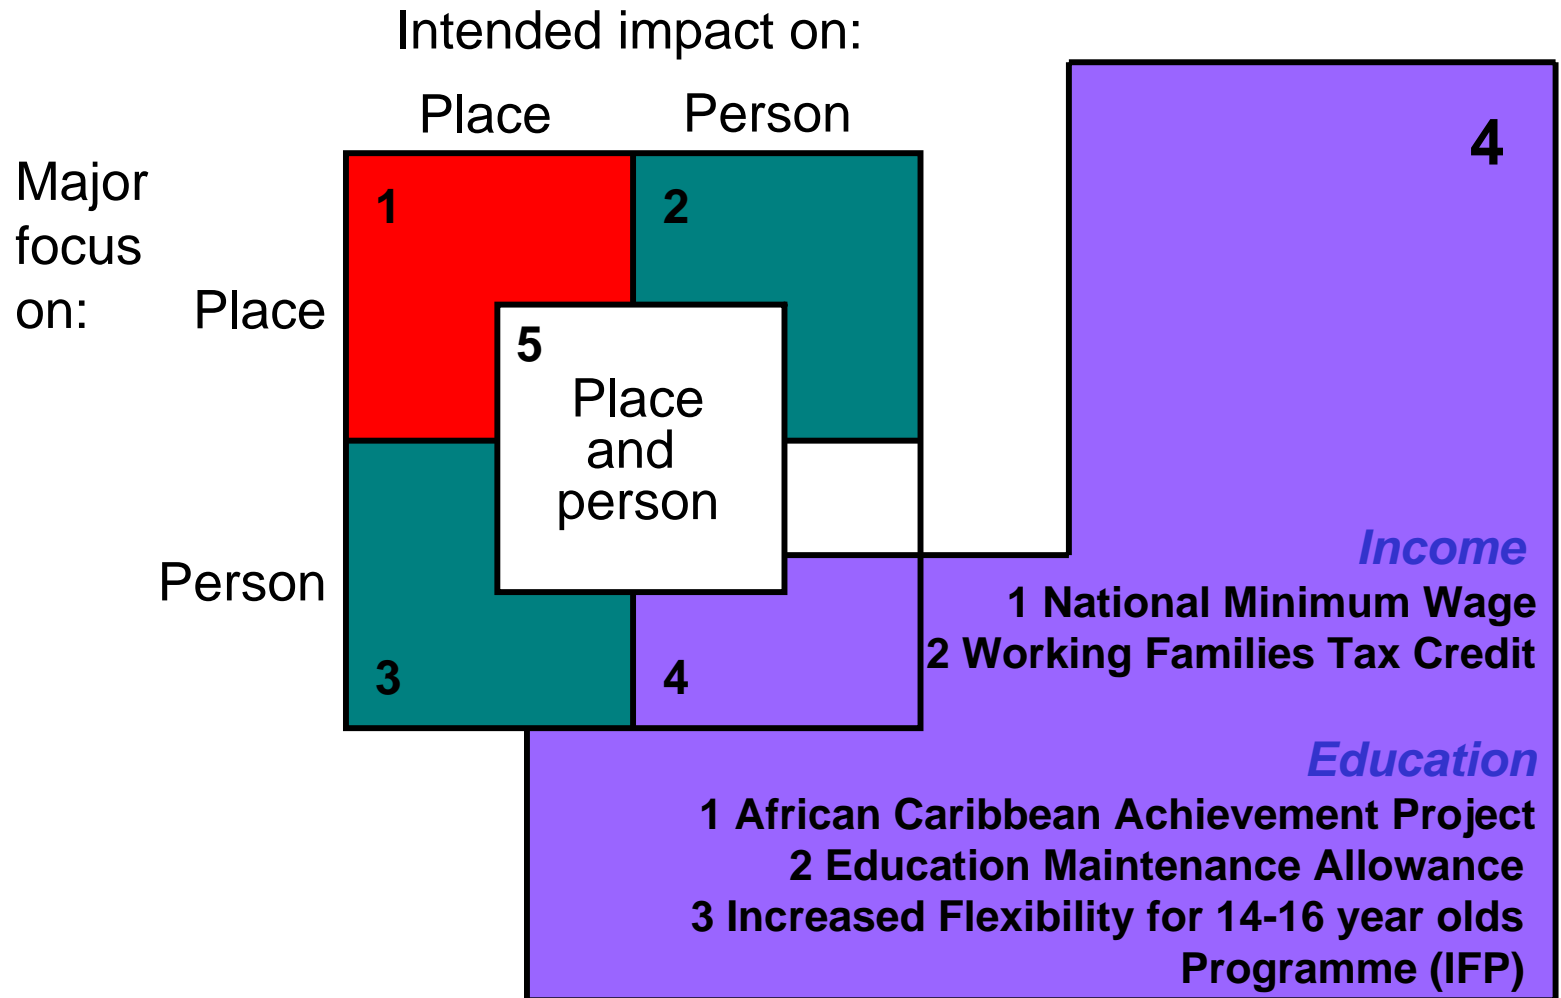 Intended impact on:
Place Person
Major
focus
on:
Place
Person
1
2
5
Place
and
person
3
4
4
Income
1 National Minimum Wage
2 Working Families Tax Credit
Education
1 African Caribbean Achievement Project
2 Education Maintenance Allowance
3 Increased Flexibility for 14-16 year olds
Programme (IFP)